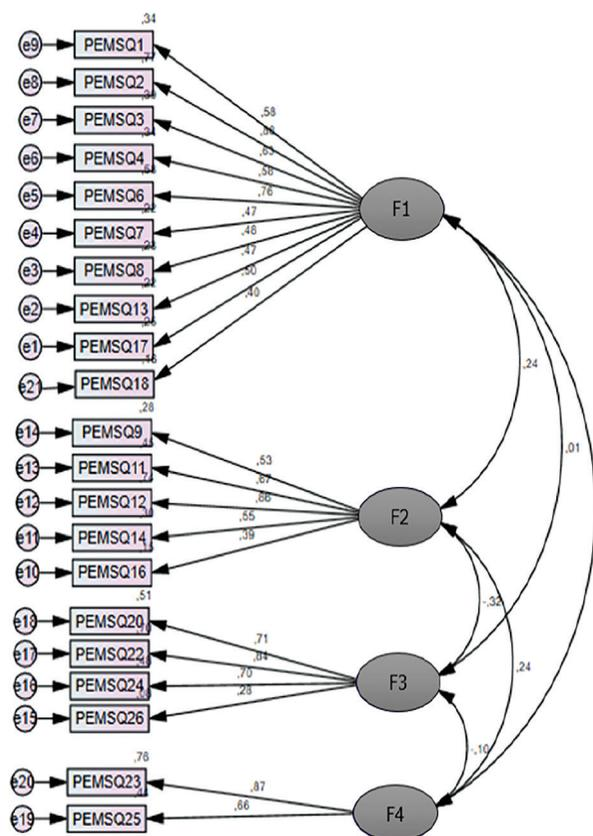 ,34
e9 PEMSQ1
e8 PEMSQ2
e7 PEMSQ3
e6 PEMSQ4
e5 PEMSQ6
e4 PEMSQ7
e3 PEMSQ8
e2 PEMSQ13
e1 PEMSQ17
e21 PEMSQ18
,58
,63
,58
,76
,47
,48
,47
,50
,40
F1
,24
,01
,28
e14 PEMSQ9
e13 PEMSQ11
e12 PEMSQ12
e11 PEMSQ14
e10 PEMSQ16
,53
,67
,55
,39
F2
-,32
,24
,51
e18 PEMSQ20
e17 PEMSQ22
e16 PEMSQ24
e15 PEMSQ26
,71
,84
,70
,28
F3
-,10
,76
e20 PEMSQ23
e19 PEMSQ25
,87
,66
F4